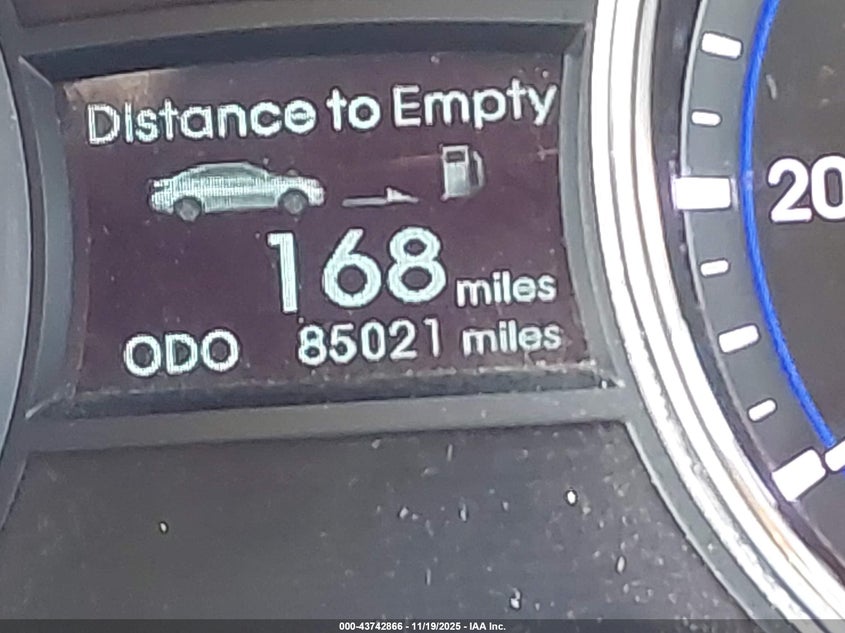 Distance to Empty
168 miles
ODO 85021 miles
20
000-43742866 - 11/19/2025 - IAA Inc.